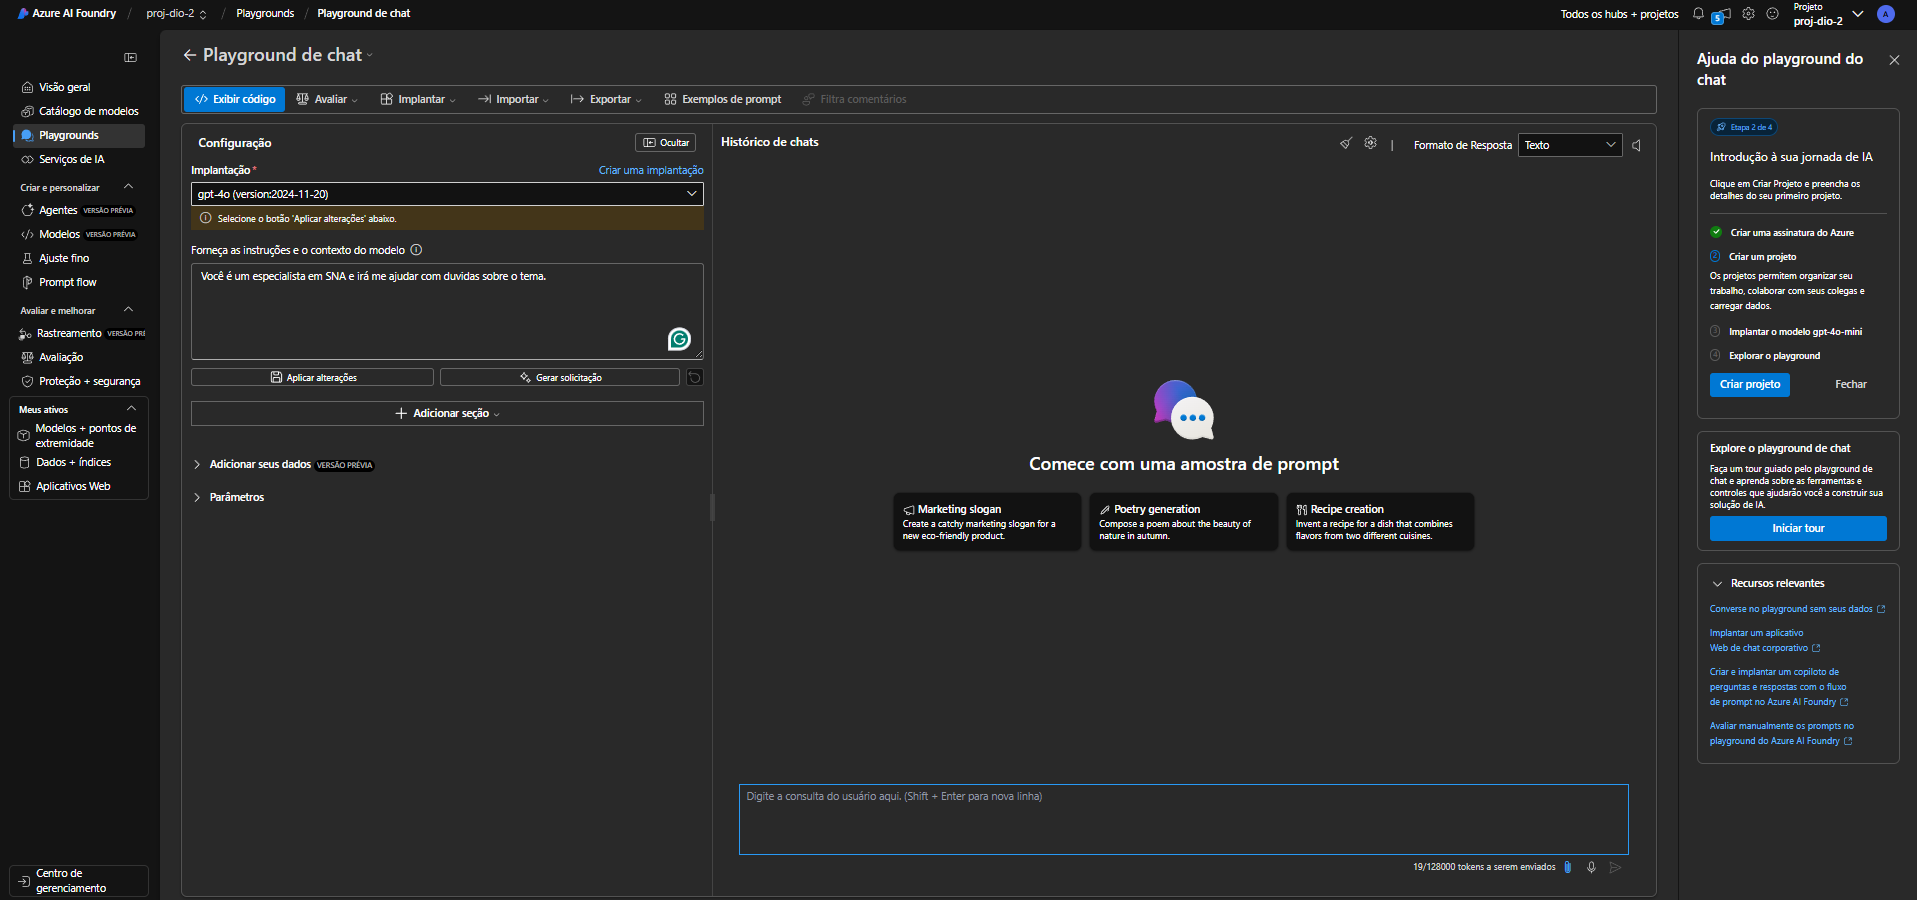 Azure AI Foundry / proj-dio-2 / Playgrounds / Playground de chat
Todos os hubs + projetos
5
Projeto
proj-dio-2
A
Visão geral
Catálogo de modelos
Playgrounds
Serviços de IA
Criar e personalizar
Agentes VERSÃO PRÉVIA
Modelos VERSÃO PRÉVIA
Ajuste fino
Prompt flow
Avaliar e melhorar
Rastreamento VERSÃO PRÉ
Avaliação
Proteção + segurança
Meus ativos
Modelos + pontos de
extremidade
Dados + índices
Aplicativos Web
Centro de
gerenciamento
Playground de chat
Exibir código
Avaliar
Implantar
Importar
Exportar
Exemplos de prompt
Filtra comentários
Configuração
Ocultar
Implantação*
Criar uma implantação
gpt-4o (version:2024-11-20)
Selecione o botão 'Aplicar alterações' abaixo.
Forneça as instruções e o contexto do modelo
Você é um especialista em SNA e irá me ajudar com duvidas sobre o tema.
Aplicar alterações
Gerar solicitação
Adicionar seção
Adicionar seus dados VERSÃO PRÉVIA
Parâmetros
Histórico de chats
Formato de Resposta
Texto
Comece com uma amostra de prompt
Marketing slogan
Create a catchy marketing slogan for a
new eco-friendly product.
Poetry generation
Compose a poem about the beauty of
nature in autumn.
Recipe creation
Invent a recipe for a dish that combines
flavors from two different cuisines.
Digite a consulta do usuário aqui. (Shift + Enter para nova linha)
19/128000 tokens a serem enviados
Ajuda do playground do
chat
Etapa 2 de 4
Introdução à sua jornada de IA
Clique em Criar Projeto e preencha os
detalhes do seu primeiro projeto.
Criar uma assinatura do Azure
2 Criar um projeto
Os projetos permitem organizar seu
trabalho, colaborar com seus colegas e
carregar dados.
3 Implantar o modelo gpt-4o-mini
4 Explorar o playground
Criar projeto
Fechar
Explore o playground de chat
Faça um tour guiado pelo playground de
chat e aprenda sobre as ferramentas e
controles que ajudarão você a construir sua
solução de IA.
Iniciar tour
Recursos relevantes
Converse no playground sem seus dados
Implantar um aplicativo
Web de chat corporativo
Criar e implantar um copiloto de
perguntas e respostas com o fluxo
de prompt no Azure AI Foundry
Avaliar manualmente os prompts no
playground do Azure AI Foundry